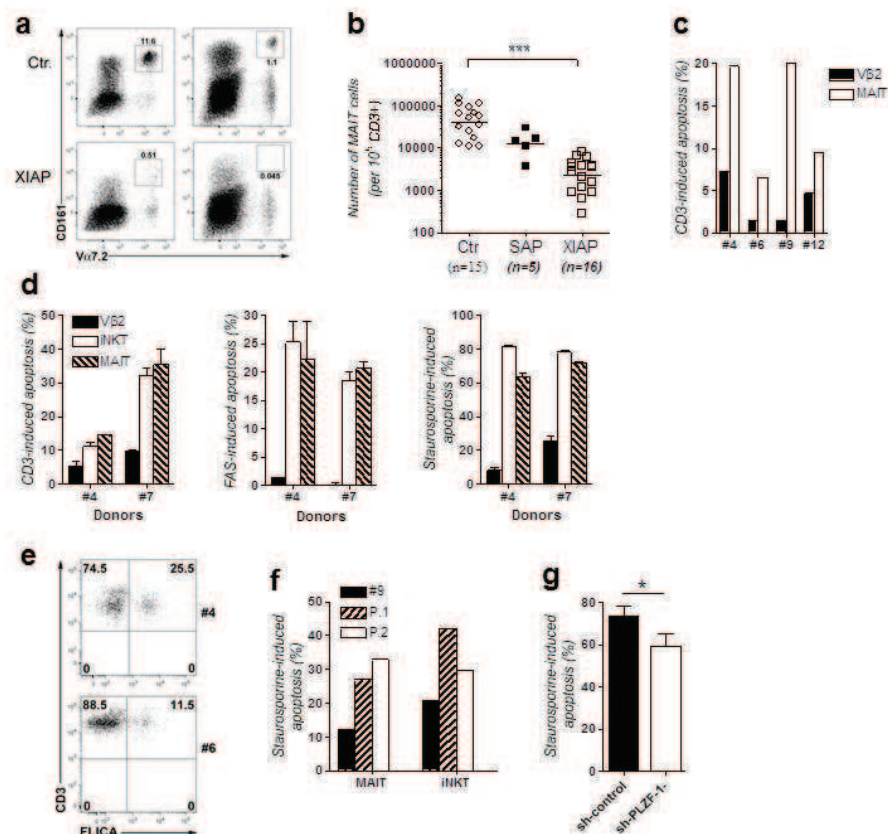 a
Ctr.
11.6
1.1
XIAP
0.51
0.045
CD161
Vα7.2
b
***
Number of MAIT cells
(per 10⁶ CD3+)
1000000
100000
10000
1000
100
Ctr
SAP
XIAP
(n=15)
(n=5)
(n=16)
c
CD3-induced apoptosis (%)
20
15
10
5
0
#4
#6
#9
#12
Vβ2
MAIT
d
CD3-induced apoptosis (%)
50
40
30
20
10
0
Vβ2
iNKT
MAIT
#4
#7
Donors
FAS-induced apoptosis (%)
30
25
20
15
10
5
0
#4
#7
Donors
Staurosporine-induced
apoptosis (%)
100
80
60
40
20
0
#4
#7
Donors
e
74.5
25.5
0
0
#4
88.5
11.5
0
0
#6
CD3
FLICA
f
Staurosporine-induced
apoptosis (%)
50
40
30
20
10
0
#9
P.1
P.2
MAIT
iNKT
g
*
Staurosporine-induced
apoptosis (%)
80
60
40
20
0
sh-control
sh-PLZF-1-